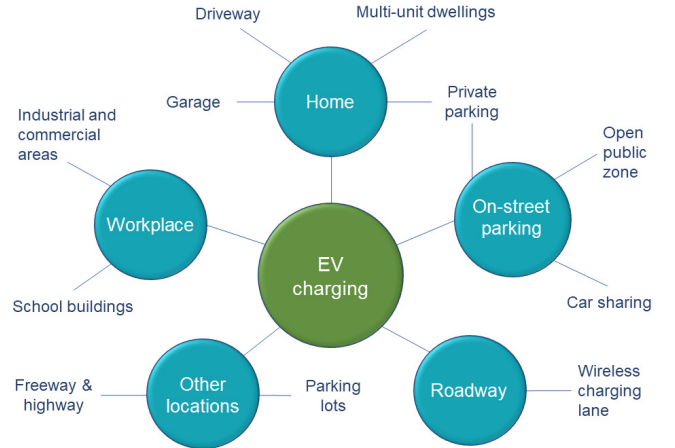 Driveway
Multi-unit dwellings
Garage
Home
Private
parking
Industrial and
commercial
areas
Open
public
zone
Workplace
On-street
parking
EV
charging
School buildings
Car sharing
Freeway &
highway
Other
locations
Parking
lots
Roadway
Wireless
charging
lane